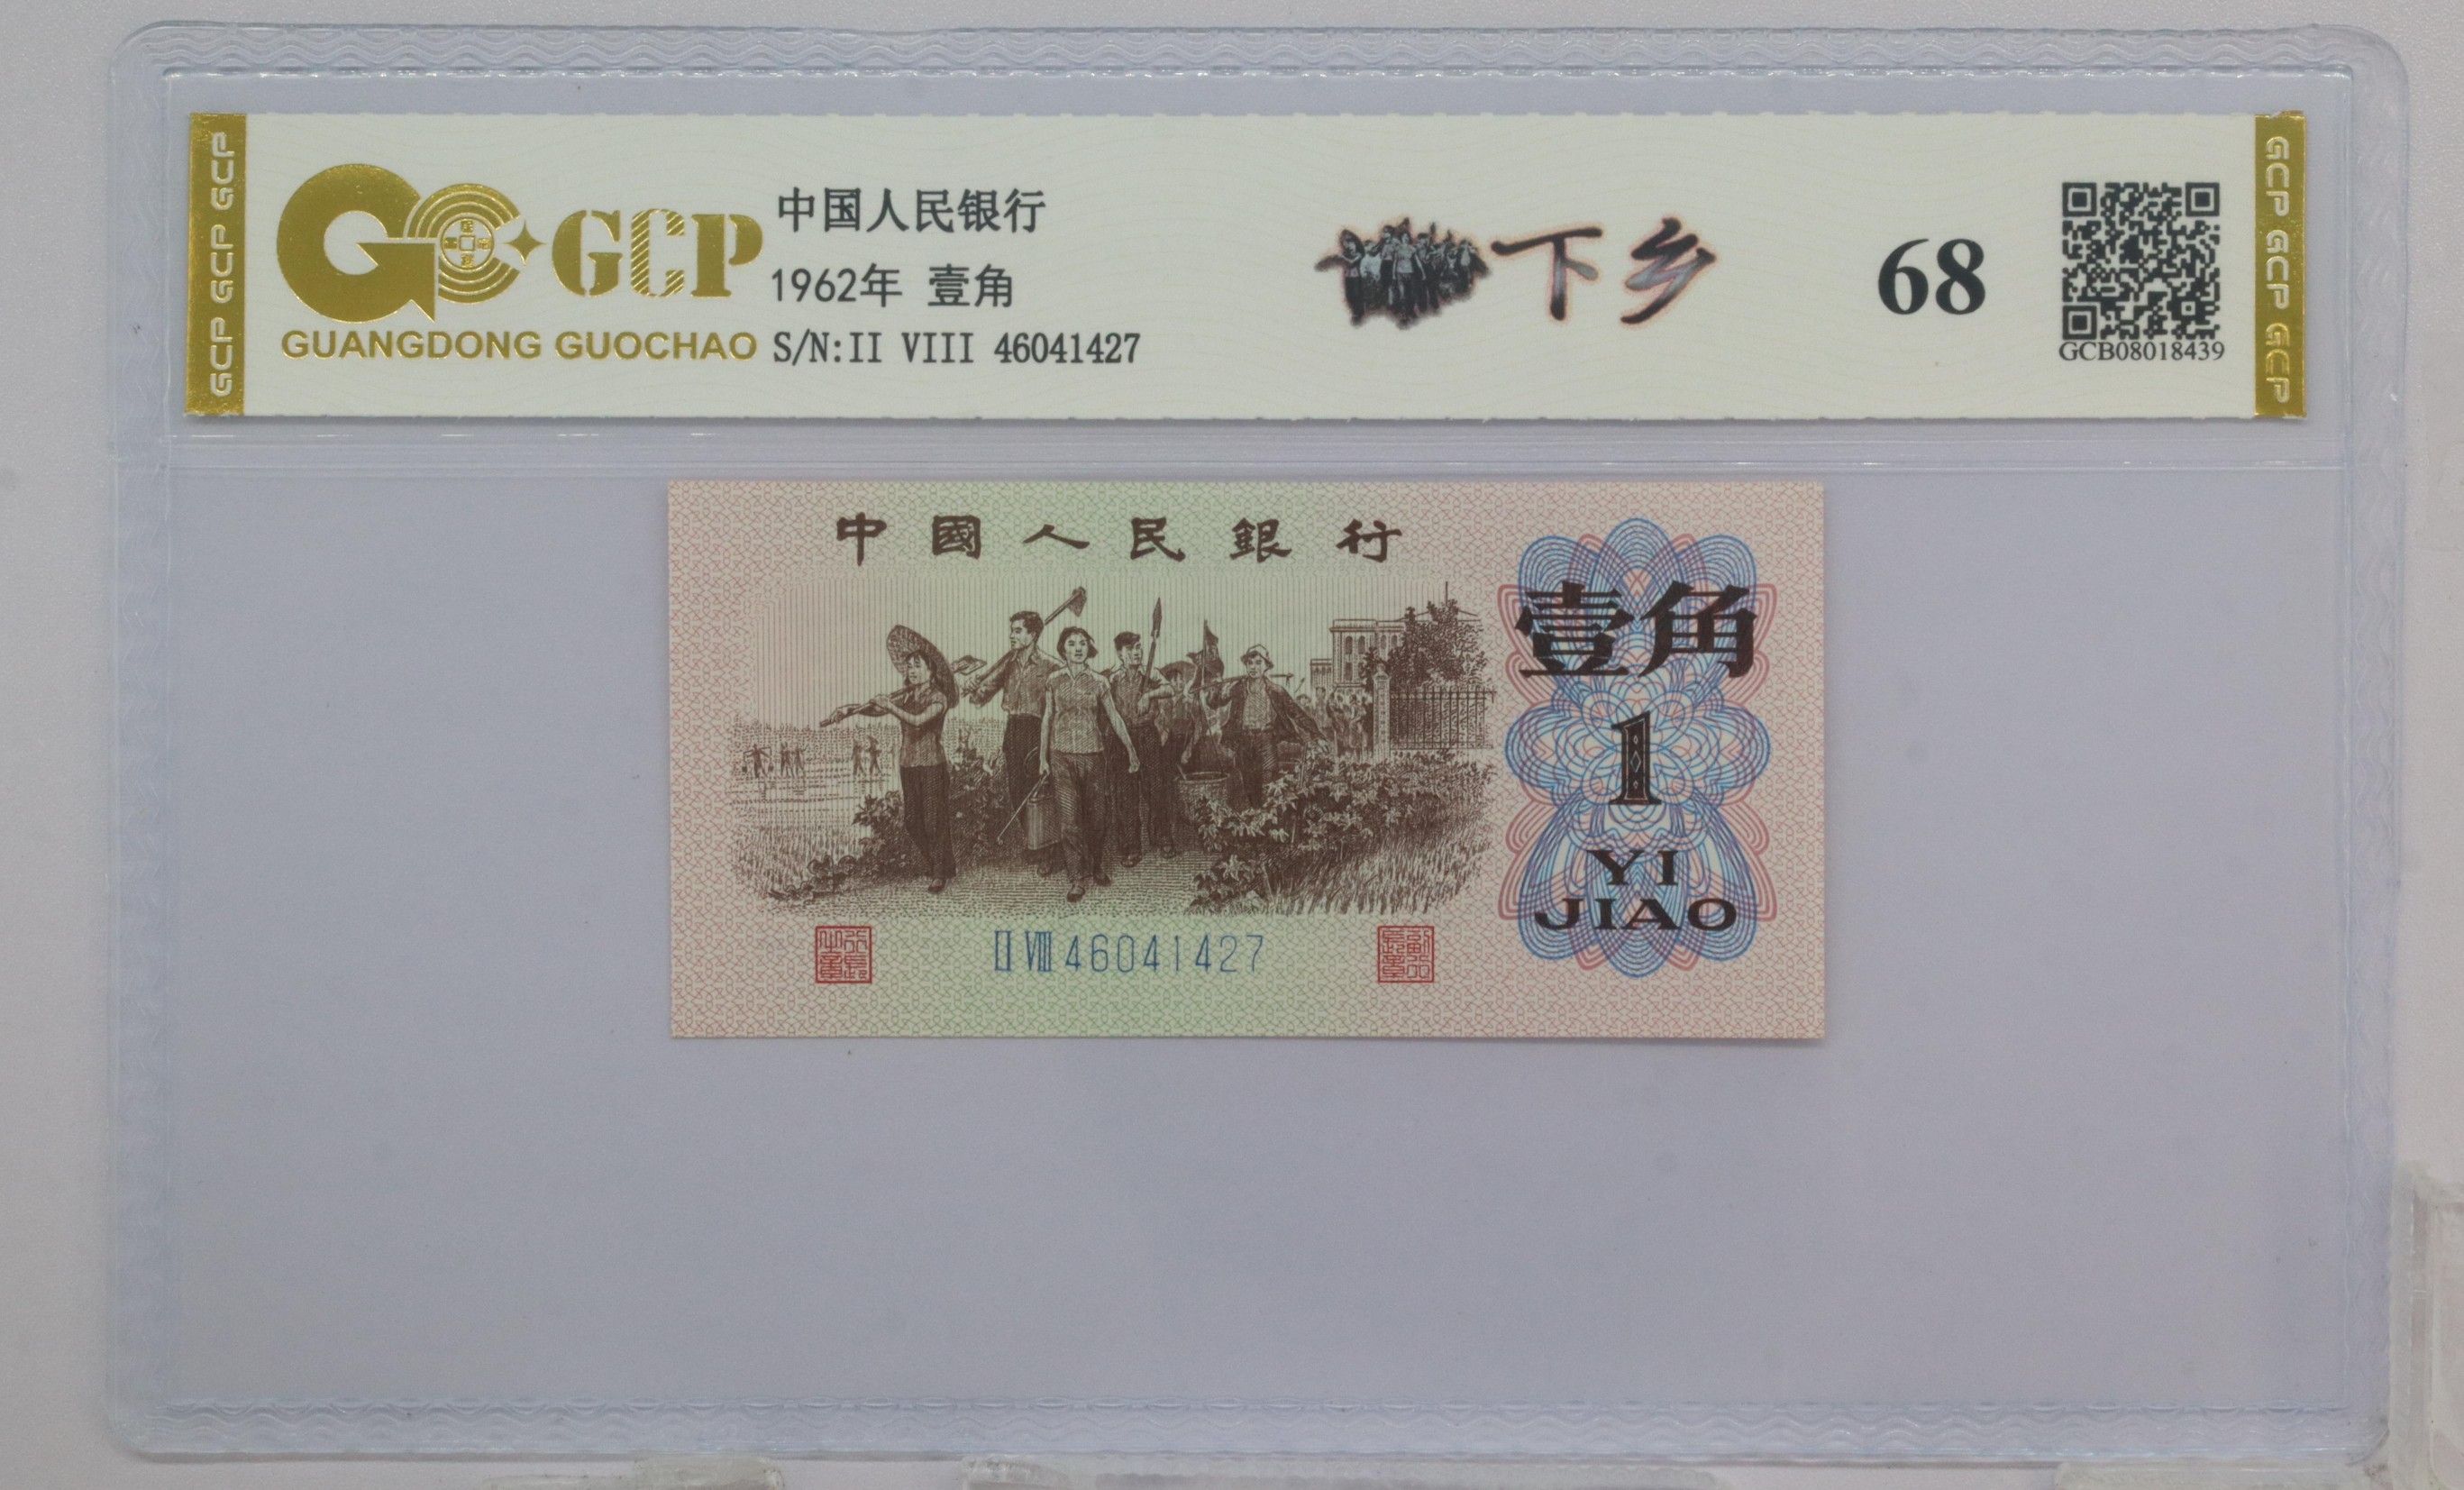 GCP GCP GCP
GCP
GUANGDONG GUOCHAO
中国人民银行
1962年 壹角
S/N:II VIII 46041427
下乡
68
GCB08018439
GCP GCP GCP
中國人民銀行
壹角
1
YI
JIAO
II VIII 46041427